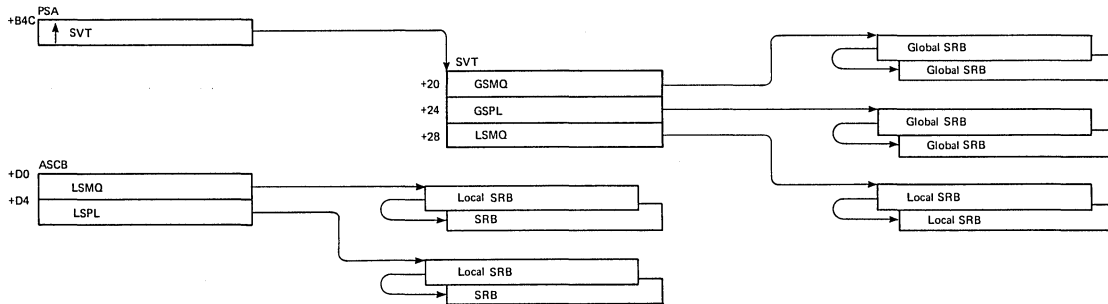 PSA
+B4C
SVT
SVT
+20
GSMQ
+24
GSPL
+28
LSMQ
Global SRB
Global SRB
Global SRB
Global SRB
Local SRB
Local SRB
ASCB
+D0
LSMQ
+D4
LSPL
Local SRB
SRB
Local SRB
SRB